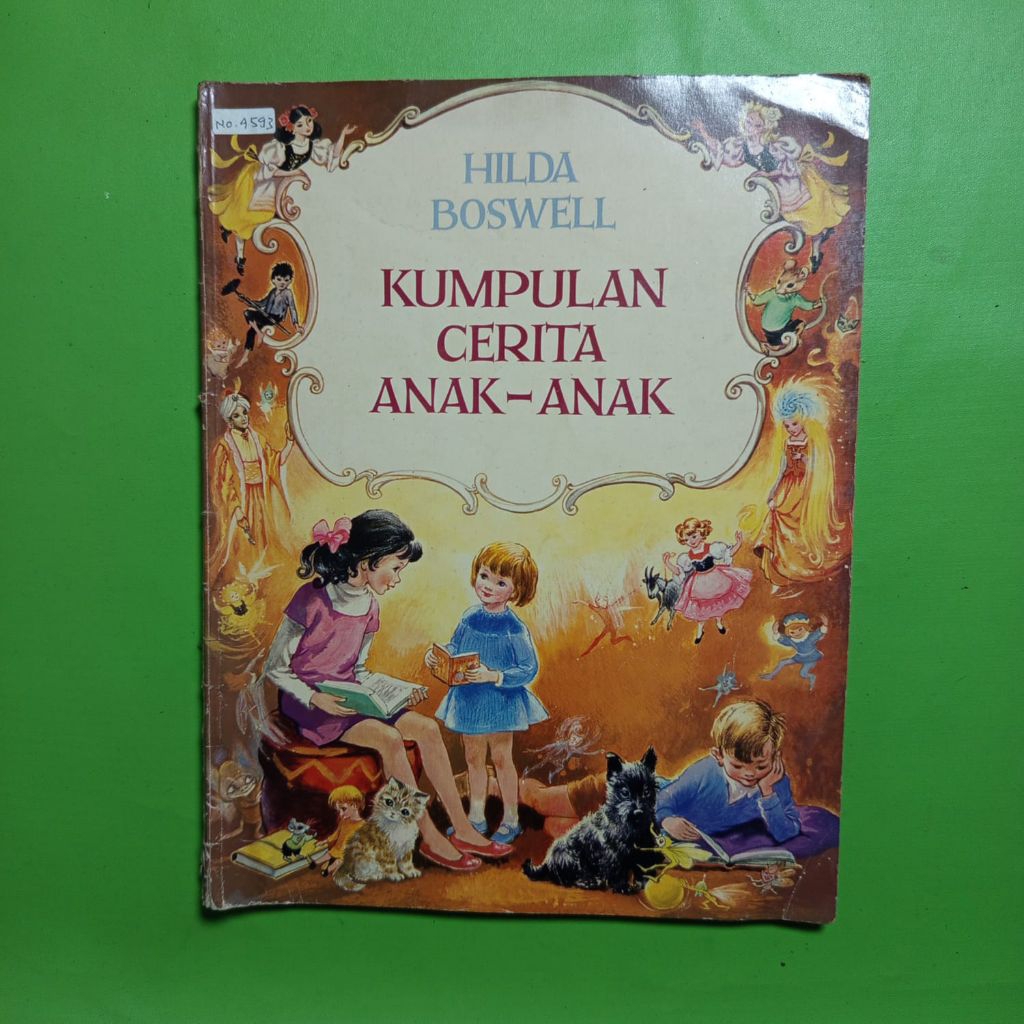 No. 4593
HILDA
BOSWELL
KUMPULAN
CERITA
ANAK-ANAK